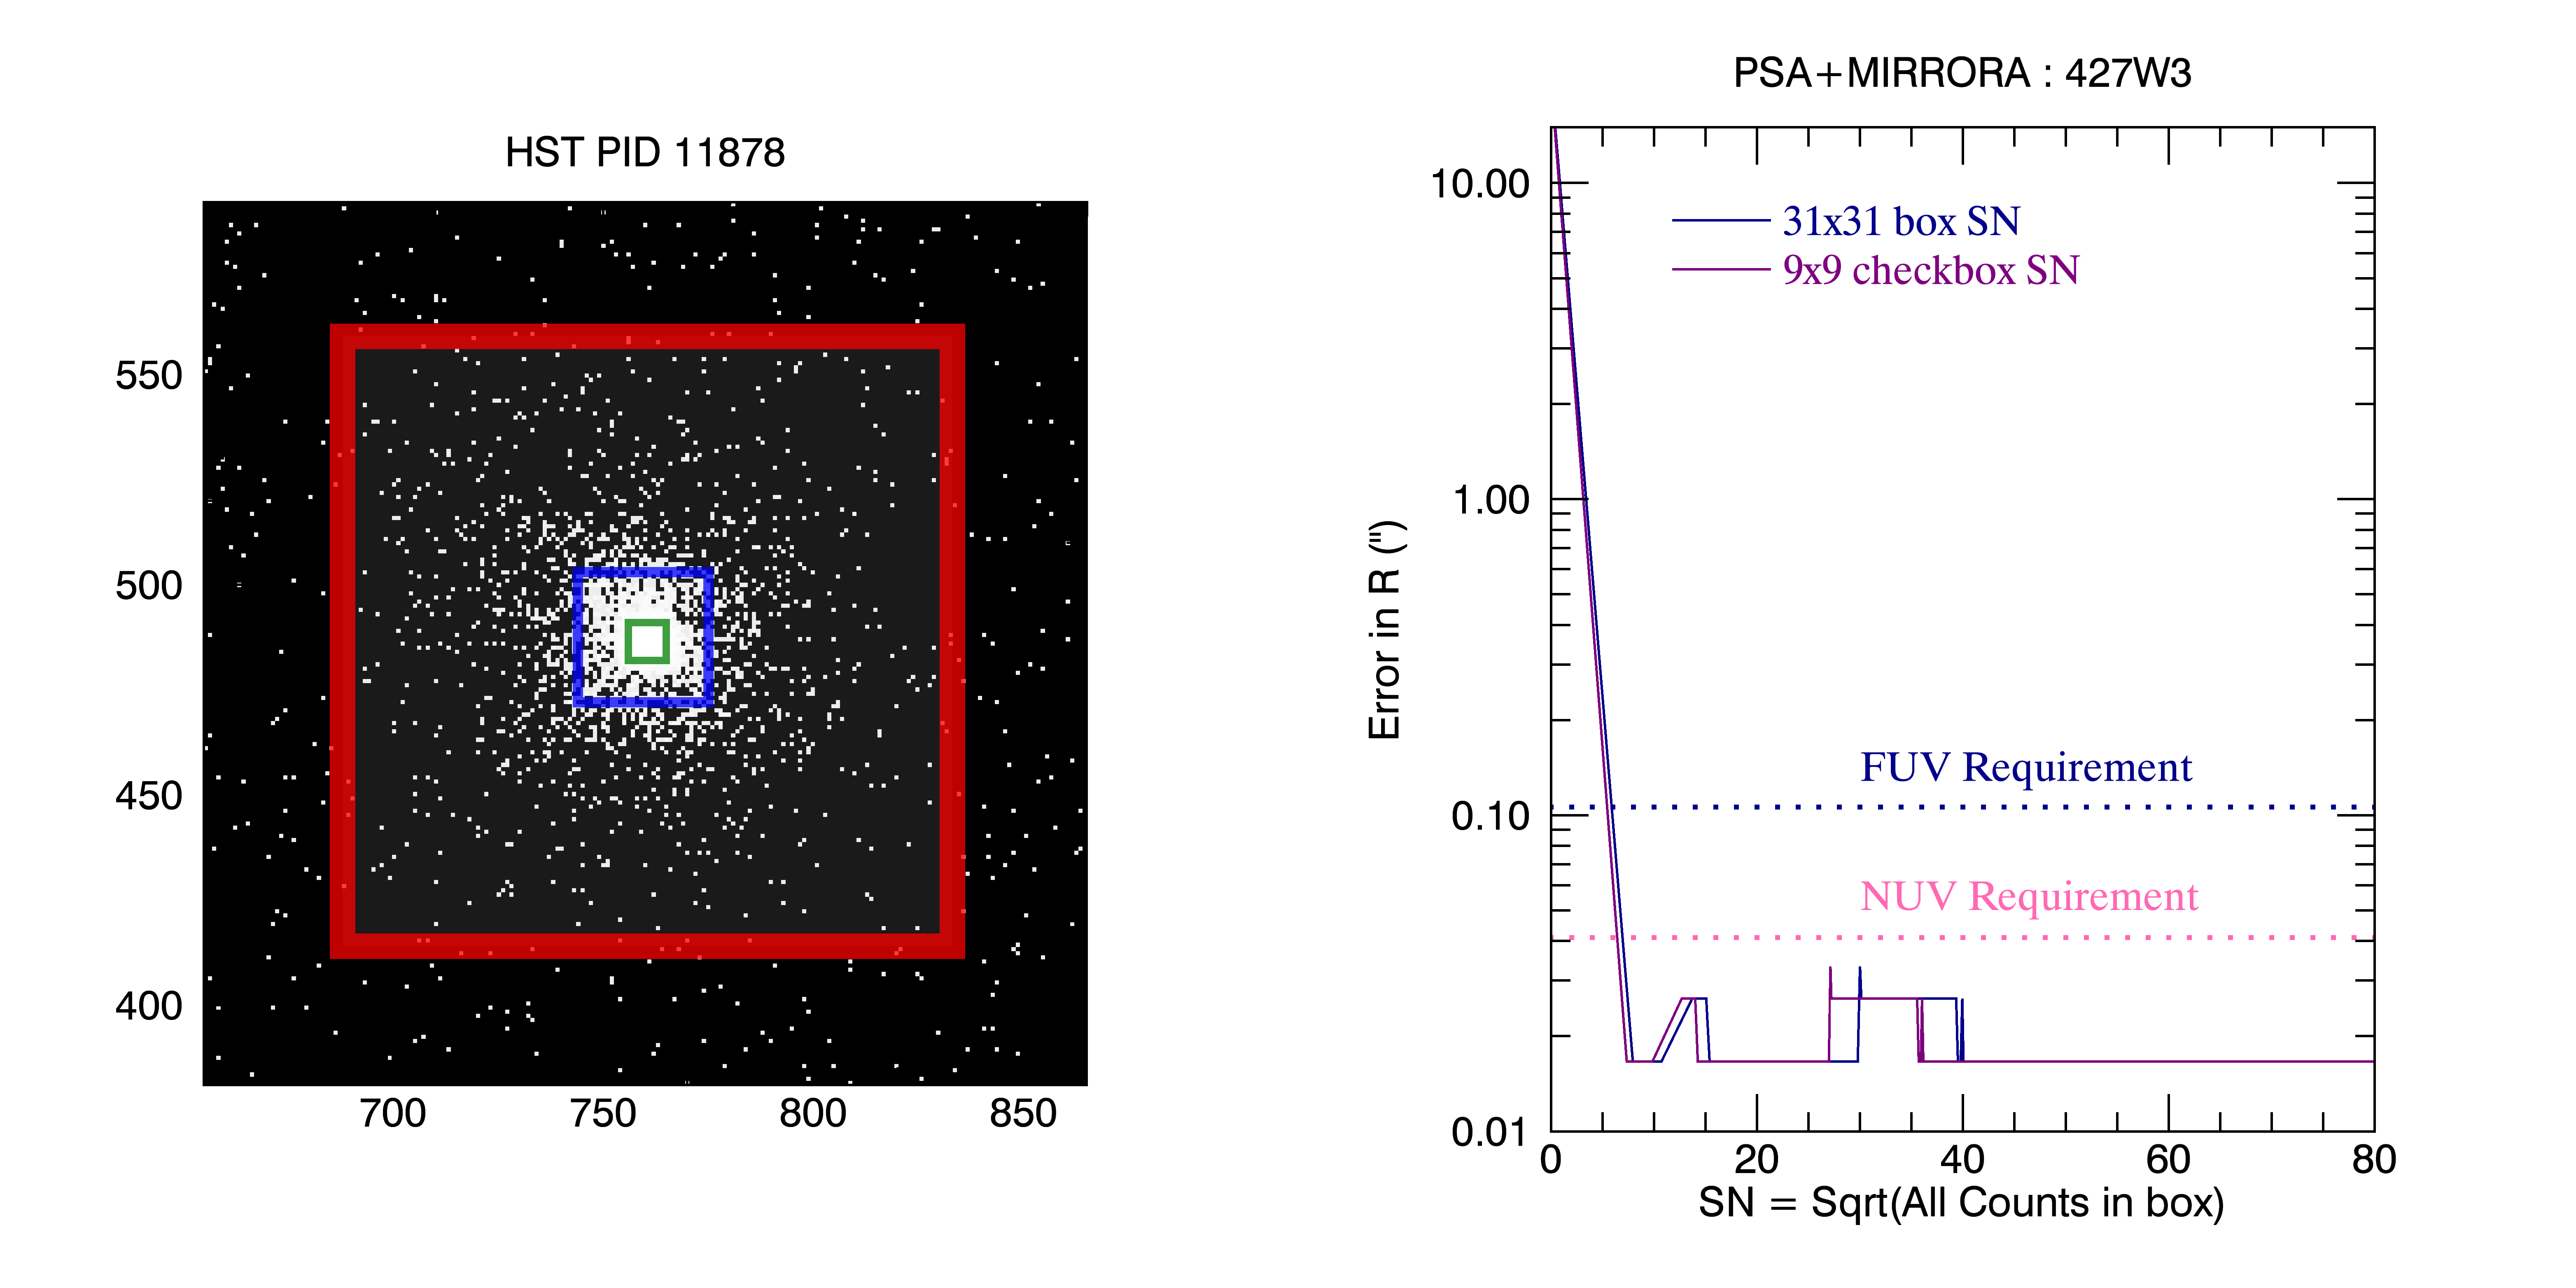 HST PID 11878
550
500
450
400
700 750 800 850
PSA+MIRRORA : 427W3
10.00
1.00
0.10
0.01
Error in R (")
31x31 box SN
9x9 checkbox SN
FUV Requirement
NUV Requirement
0 20 40 60 80
SN = Sqrt(All Counts in box)